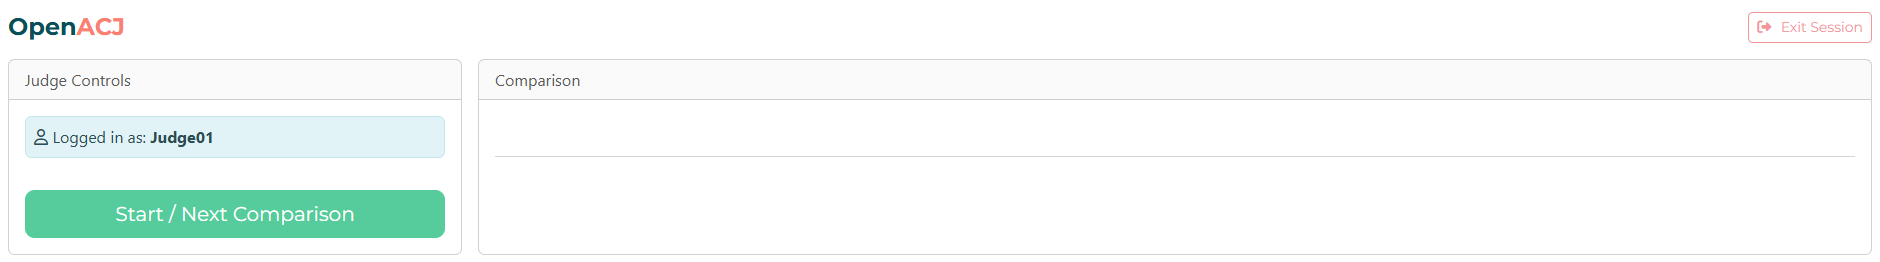 OpenACJ
Exit Session
Judge Controls
Logged in as: Judge01
Start / Next Comparison
Comparison